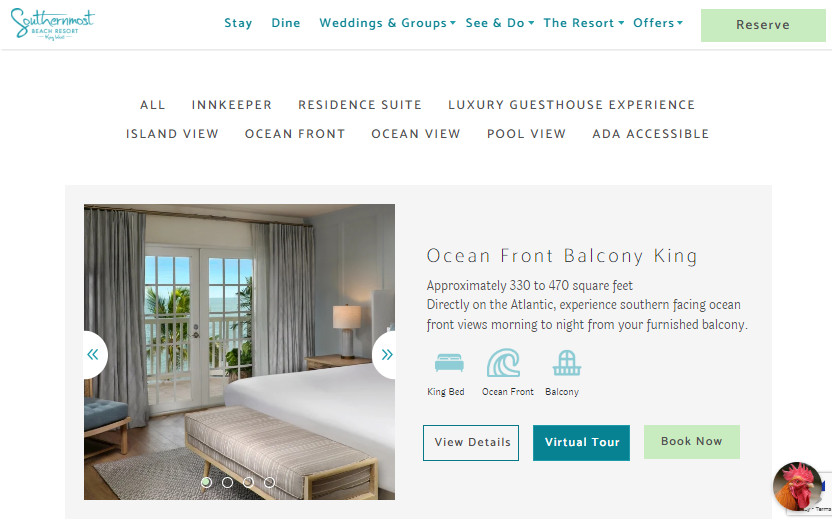 Southernmost
BEACH RESORT
Key West
Stay Dine Weddings & Groups See & Do The Resort Offers Reserve
ALL INNKEEPER RESIDENCE SUITE LUXURY GUESTHOUSE EXPERIENCE
ISLAND VIEW OCEAN FRONT OCEAN VIEW POOL VIEW ADA ACCESSIBLE
Ocean Front Balcony King
Approximately 330 to 470 square feet
Directly on the Atlantic, experience southern facing ocean
front views morning to night from your furnished balcony.
King Bed Ocean Front Balcony
View Details Virtual Tour Book Now
- Terms